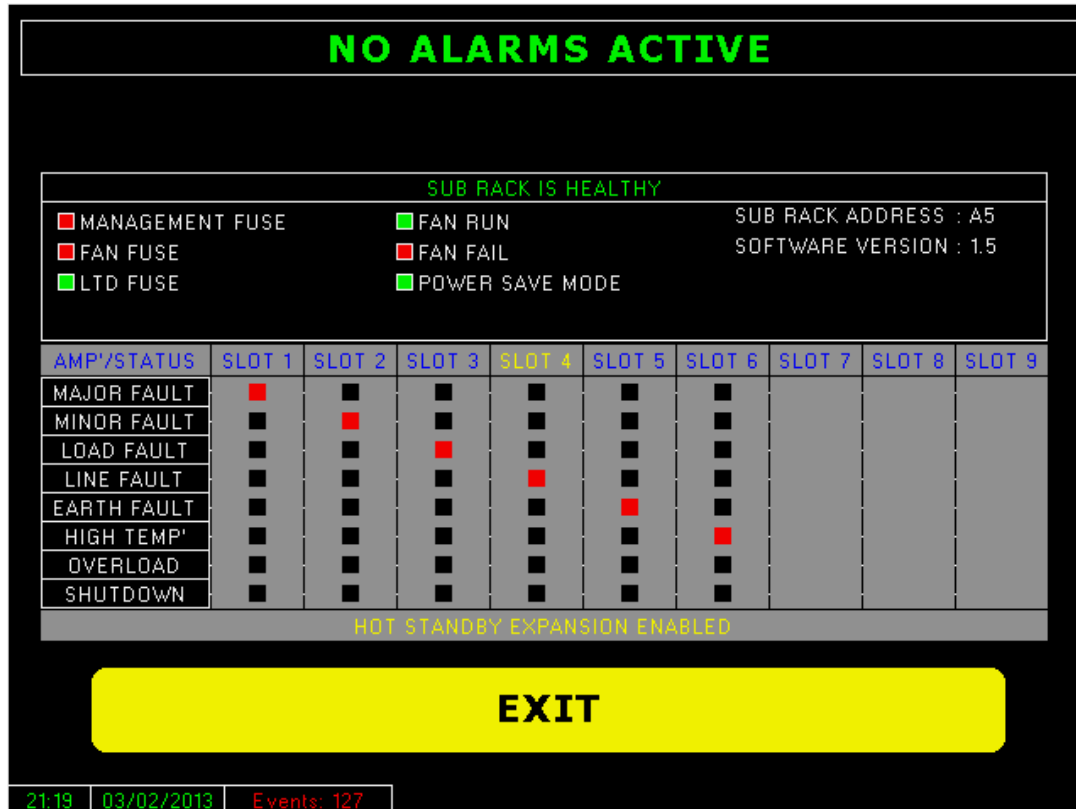 NO ALARMS ACTIVE
SUB RACK IS HEALTHY
MANAGEMENT FUSE FAN RUN SUB RACK ADDRESS : A5
FAN FUSE FAN FAIL SOFTWARE VERSION : 1.5
LTD FUSE POWER SAVE MODE
AMP'/STATUS SLOT 1 SLOT 2 SLOT 3 SLOT 4 SLOT 5 SLOT 6 SLOT 7 SLOT 8 SLOT 9
MAJOR FAULT
MINOR FAULT
LOAD FAULT
LINE FAULT
EARTH FAULT
HIGH TEMP'
OVERLOAD
SHUTDOWN
HOT STANDBY EXPANSION ENABLED
EXIT
21:19 03/02/2013 Events: 127